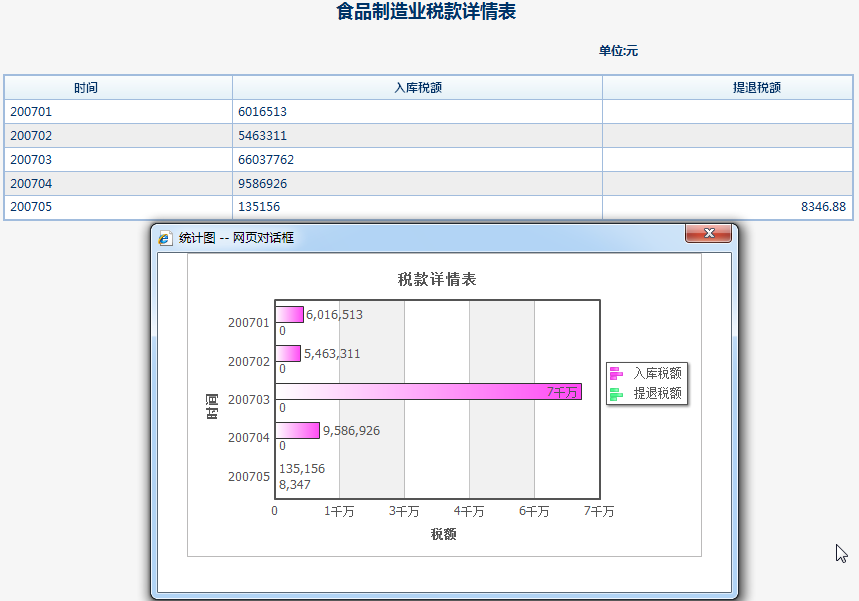 食品制造业税款详情表
单位:元
时间 入库税额 提退税额
200701 6016513
200702 5463311
200703 66037762
200704 9586926
200705 135156 8346.88
统计图 -- 网页对话框
税款详情表
200701 6,016,513
0
200702 5,463,311
0
200703 7千万
0
200704 9,586,926
0
200705 135,156
8,347
时间
0 1千万 3千万 4千万 6千万 7千万
税额
入库税额
提退税额